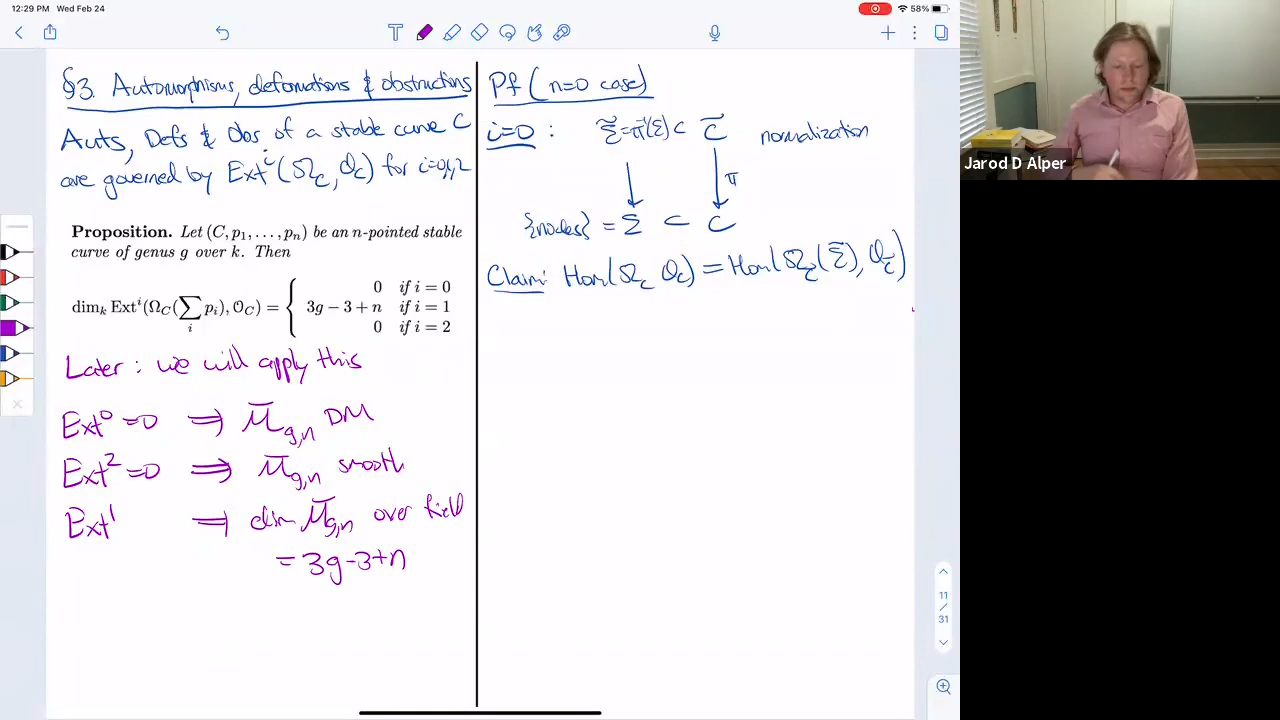 12:29 PM Wed Feb 24
58%
§3. Automorphisms, deformations & obstructions
Auts, Defs & Obs of a stable curve C
are governed by Ext^i(Ω_C, O_C) for i=0,1,2
Proposition. Let (C, p_1, . . . , p_n) be an n-pointed stable
curve of genus g over k. Then
dim_k Ext^i(Ω_C(∑_i p_i), O_C) = { 0 if i = 0
3g − 3 + n if i = 1
0 if i = 2
Later : we will apply this
Ext^0 = 0 ⟹ M̄_{g,n} DM
Ext^2 = 0 ⟹ M̄_{g,n} smooth
Ext^1 ⟹ dim M̄_{g,n} over field
= 3g-3+n
Pf (n=0 case)
i=0 : Σ̃ = π^{-1}(Σ) ⊂ C̃ normalization
π
{nodes} = Σ ⊂ C
Claim: Hom(Ω_C, O_C) = Hom(Ω_C̃(Σ̃), O_C̃)
Jarod D Alper
11
/
31